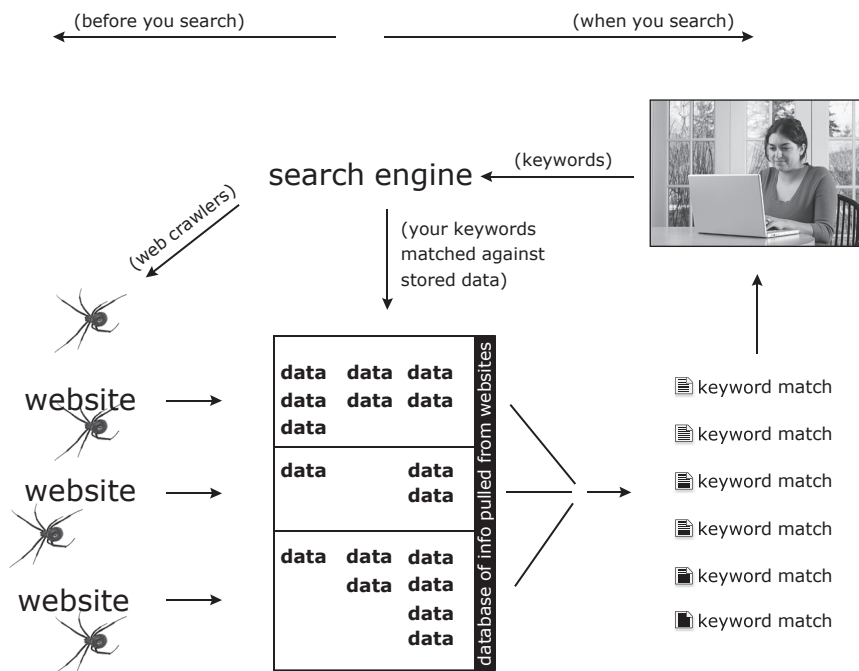 (before you search)
(when you search)
(keywords)
search engine
(web crawlers)
(your keywords
matched against
stored data)
website
website
website
data data data
data data data
data
data data
data
data data data
data data
data
data
database of info pulled from websites
keyword match
keyword match
keyword match
keyword match
keyword match
keyword match